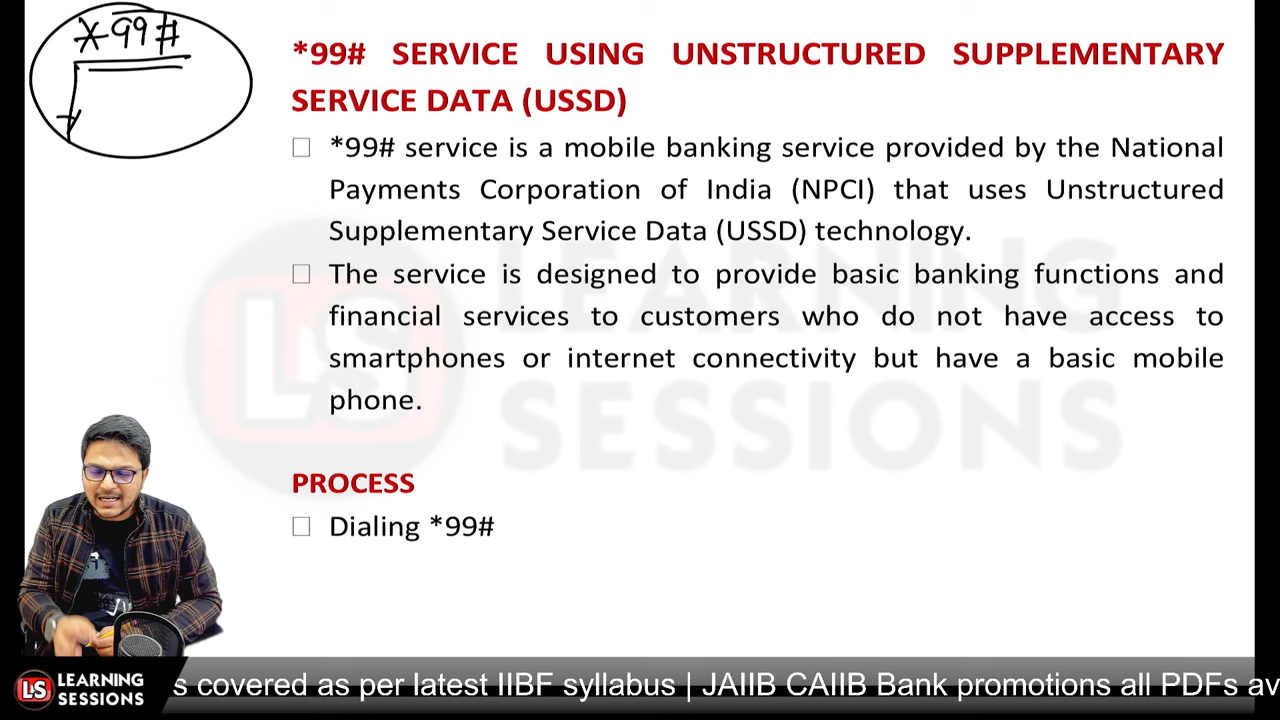 *99#
*99# SERVICE USING UNSTRUCTURED SUPPLEMENTARY
SERVICE DATA (USSD)
*99# service is a mobile banking service provided by the National
Payments Corporation of India (NPCI) that uses Unstructured
Supplementary Service Data (USSD) technology.
The service is designed to provide basic banking functions and
financial services to customers who do not have access to
smartphones or internet connectivity but have a basic mobile
phone.
LS LEARNING
SESSIONS
PROCESS
Dialing *99#
LS LEARNING
SESSIONS
s covered as per latest IIBF syllabus | JAIIB CAIIB Bank promotions all PDFs av